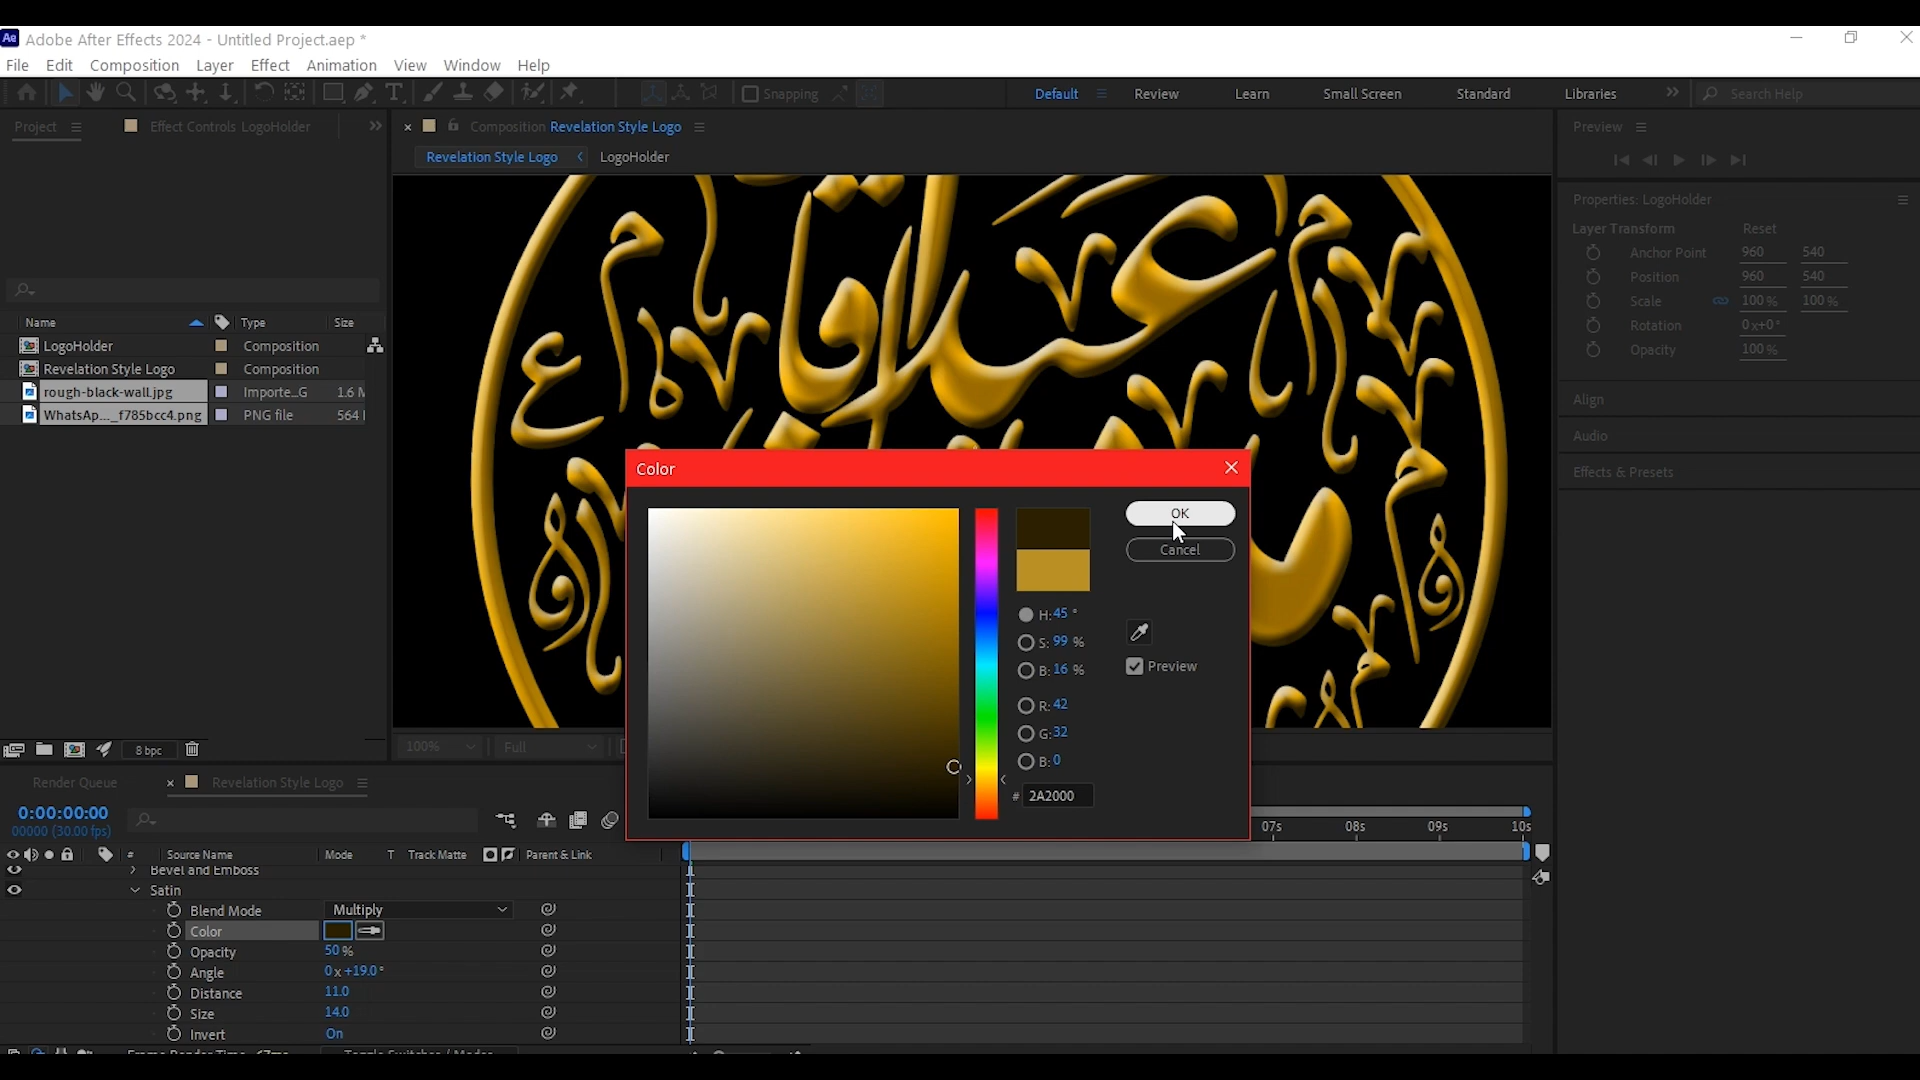 Ae Adobe After Effects 2024 - Untitled Project.aep *
File Edit Composition Layer Effect Animation View Window Help
Snapping Default Review Learn Small Screen Standard Libraries Search Help
Project Effect Controls LogoHolder
Composition Revelation Style Logo
Revelation Style Logo LogoHolder
Preview
Properties: LogoHolder
Layer Transform Reset
Anchor Point 960 540
Position 960 540
Scale 100 % 100 %
Rotation 0x+0°
Opacity 100 %
Align
Audio
Effects & Presets
Name Type Size
LogoHolder Composition
Revelation Style Logo Composition
rough-black-wall.jpg Importe...G 1.6 M
WhatsAp..._f785bcc4.png PNG file 564
8 bpc
100% Full
Color
OK
Cancel
H: 45 °
S: 99 %
B: 16 %
R: 42
G: 32
B: 0
Preview
# 2A2000
Render Queue Revelation Style Logo
0:00:00:00
00000 (30.00 fps)
07s 08s 09s 10s
# Source Name Mode T Track Matte Parent & Link
Bevel and Emboss
Satin
Blend Mode Multiply
Color
Opacity 50 %
Angle 0x+19.0°
Distance 11.0
Size 14.0
Invert On